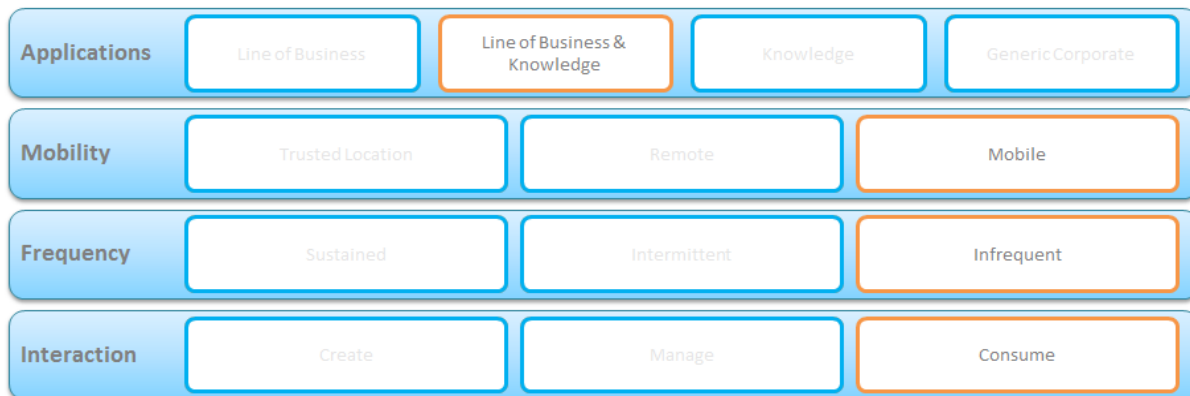 Applications
Line of Business
Line of Business &
Knowledge
Knowledge
Generic Corporate
Mobility
Trusted Location
Remote
Mobile
Frequency
Sustained
Intermittent
Infrequent
Interaction
Create
Manage
Consume